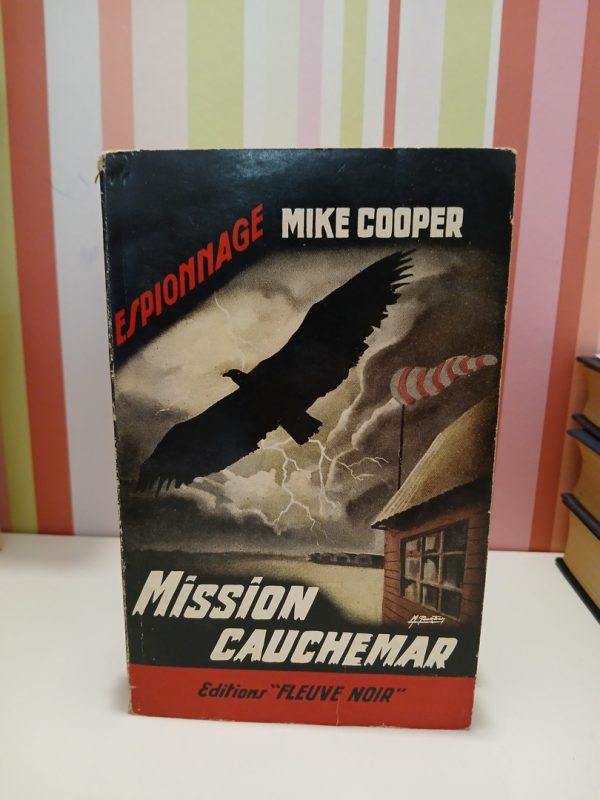 ESPIONNAGE
MIKE COOPER
Mission
CAUCHEMAR
Editions "FLEUVE NOIR"